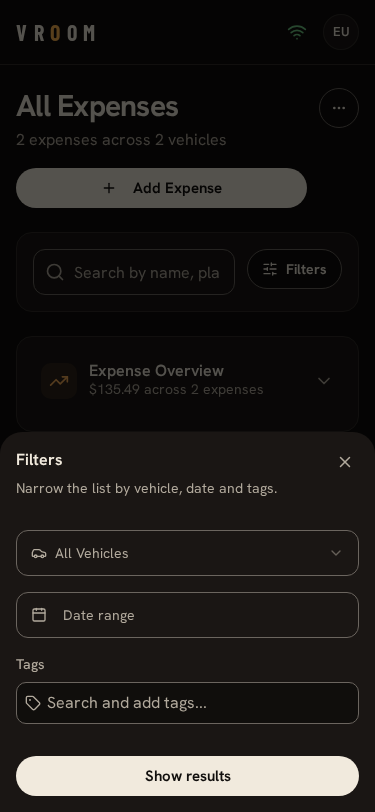 VROOM
EU
All Expenses
2 expenses across 2 vehicles
Add Expense
Search by name, pla
Filters
Expense Overview
$135.49 across 2 expenses
Filters
Narrow the list by vehicle, date and tags.
All Vehicles
Date range
Tags
Search and add tags...
Show results